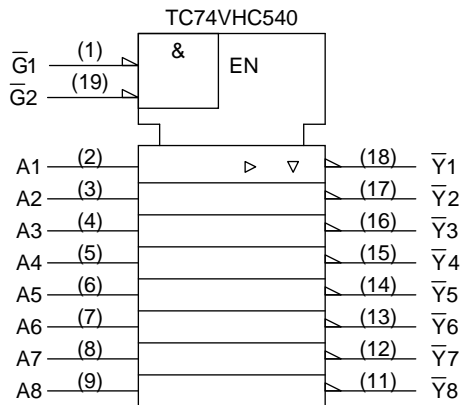 TC74VHC540
G̅1 (1) & EN
G̅2 (19)
A1 (2) (18) Y̅1
A2 (3) (17) Y̅2
A3 (4) (16) Y̅3
A4 (5) (15) Y̅4
A5 (6) (14) Y̅5
A6 (7) (13) Y̅6
A7 (8) (12) Y̅7
A8 (9) (11) Y̅8